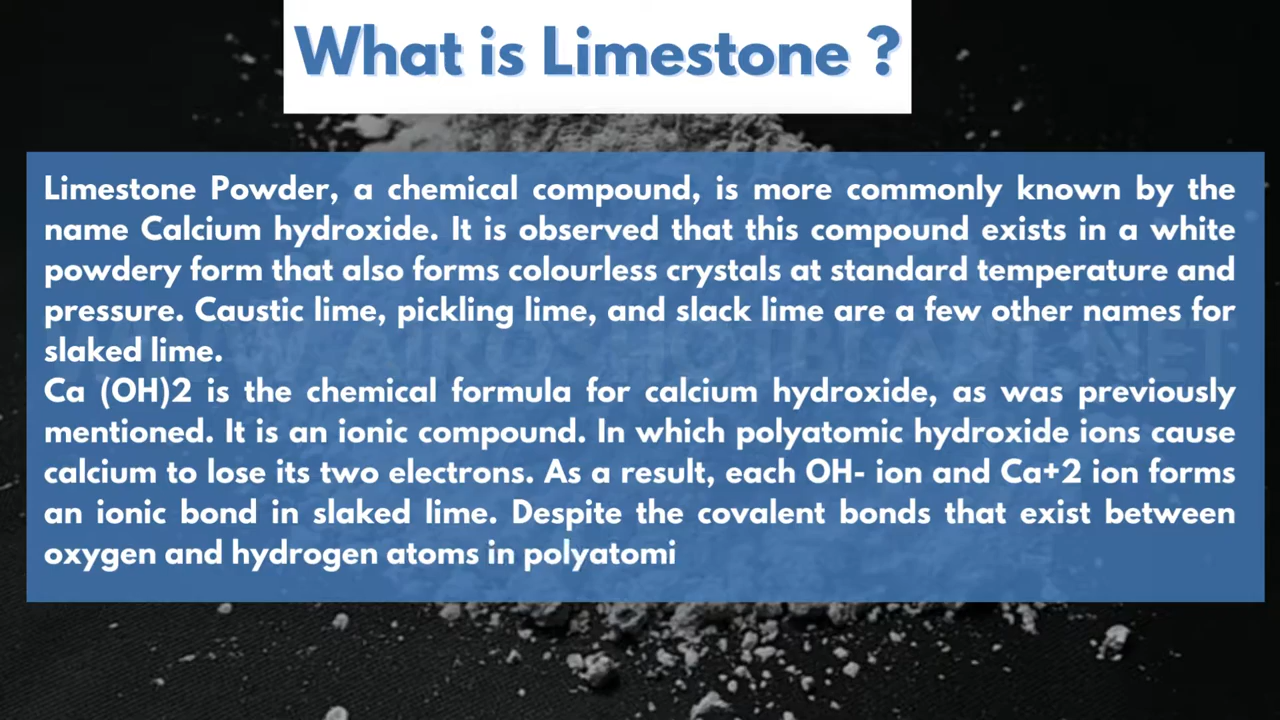 What is Limestone ?
Limestone Powder, a chemical compound, is more commonly known by the
name Calcium hydroxide. It is observed that this compound exists in a white
powdery form that also forms colourless crystals at standard temperature and
pressure. Caustic lime, pickling lime, and slack lime are a few other names for
slaked lime.
Ca (OH)2 is the chemical formula for calcium hydroxide, as was previously
mentioned. It is an ionic compound. In which polyatomic hydroxide ions cause
calcium to lose its two electrons. As a result, each OH- ion and Ca+2 ion forms
an ionic bond in slaked lime. Despite the covalent bonds that exist between
oxygen and hydrogen atoms in polyatomi